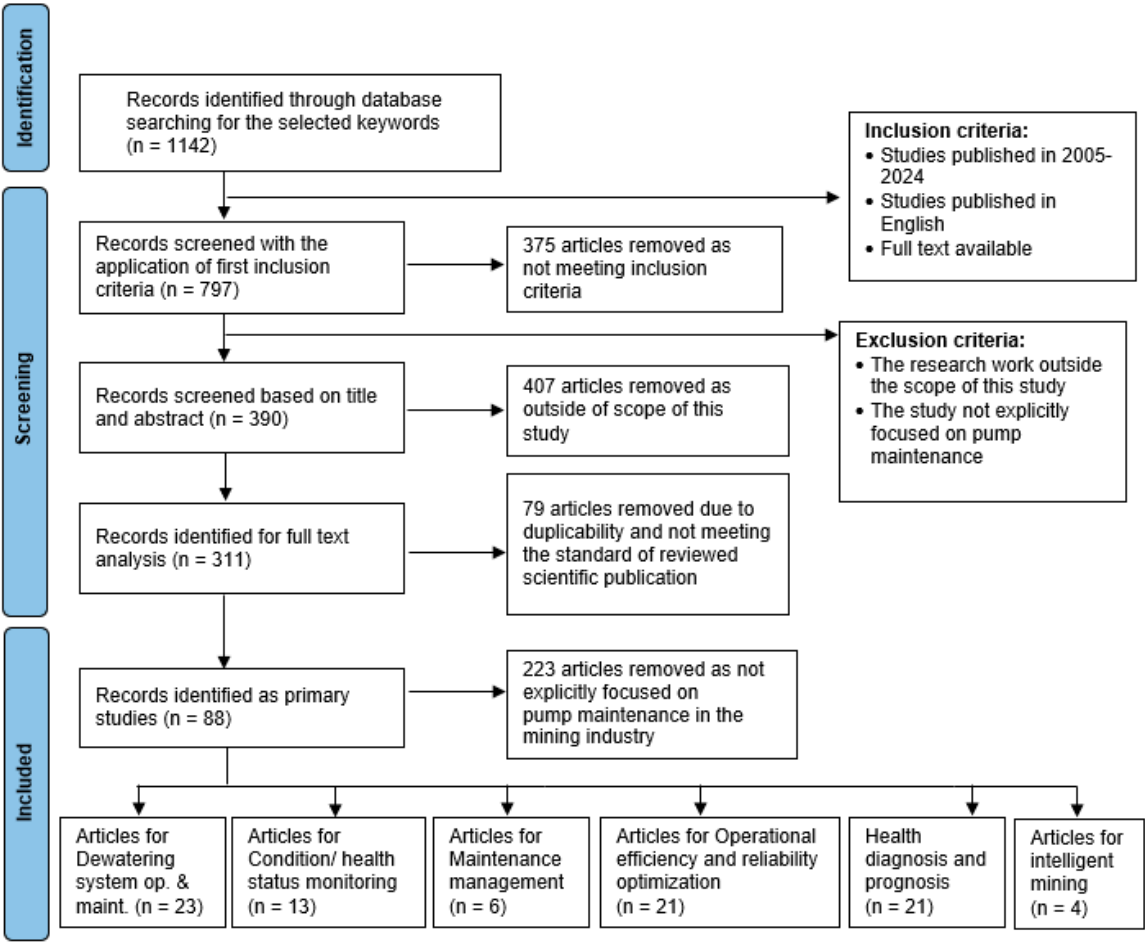 Identification
Records identified through database
searching for the selected keywords
(n = 1142)
Inclusion criteria:
• Studies published in 2005-
2024
• Studies published in
English
• Full text available
Screening
Records screened with the
application of first inclusion
criteria (n = 797)
375 articles removed as
not meeting inclusion
criteria
Exclusion criteria:
• The research work outside
the scope of this study
• The study not explicitly
focused on pump
maintenance
Records screened based on title
and abstract (n = 390)
407 articles removed as
outside of scope of this
study
Records identified for full text
analysis (n = 311)
79 articles removed due to
duplicability and not meeting
the standard of reviewed
scientific publication
Included
Records identified as primary
studies (n = 88)
223 articles removed as not
explicitly focused on
pump maintenance in the
mining industry
Articles for
Dewatering
system op. &
maint. (n = 23)
Articles for
Condition/ health
status monitoring
(n = 13)
Articles for
Maintenance
management
(n = 6)
Articles for Operational
efficiency and reliability
optimization
(n = 21)
Health
diagnosis and
prognosis
(n = 21)
Articles for
intelligent
mining
(n = 4)